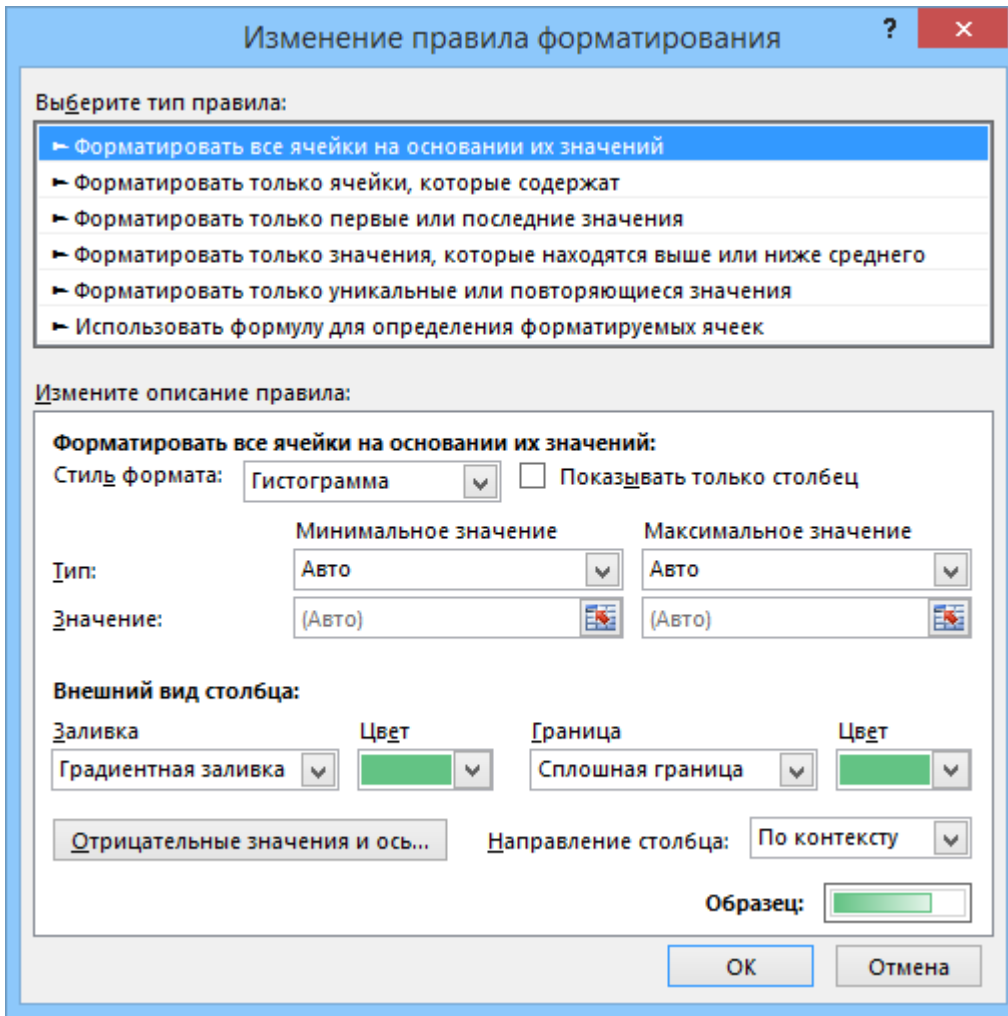 Изменение правила форматирования ?
Выберите тип правила:
► Форматировать все ячейки на основании их значений
► Форматировать только ячейки, которые содержат
► Форматировать только первые или последние значения
► Форматировать только значения, которые находятся выше или ниже среднего
► Форматировать только уникальные или повторяющиеся значения
► Использовать формулу для определения форматируемых ячеек
Измените описание правила:
Форматировать все ячейки на основании их значений:
Стиль формата: Гистограмма Показывать только столбец
Минимальное значение Максимальное значение
Тип: Авто Авто
Значение: (Авто) (Авто)
Внешний вид столбца:
Заливка Цвет Граница Цвет
Градиентная заливка Сплошная граница
Отрицательные значения и ось... Направление столбца: По контексту
Образец:
ОК Отмена